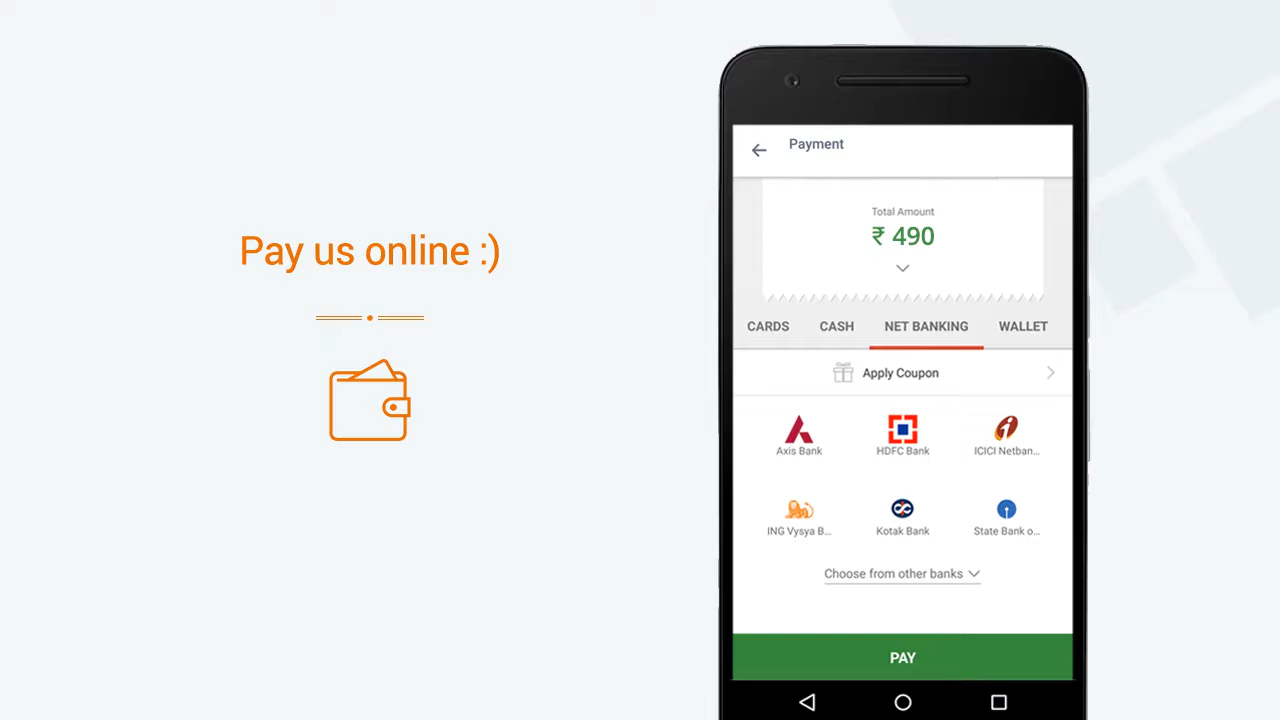 Pay us online :)
Payment
Total Amount
₹ 490
CARDS CASH NET BANKING WALLET
Apply Coupon
Axis Bank HDFC Bank ICICI Netban...
ING Vysya B... Kotak Bank State Bank o...
Choose from other banks
PAY